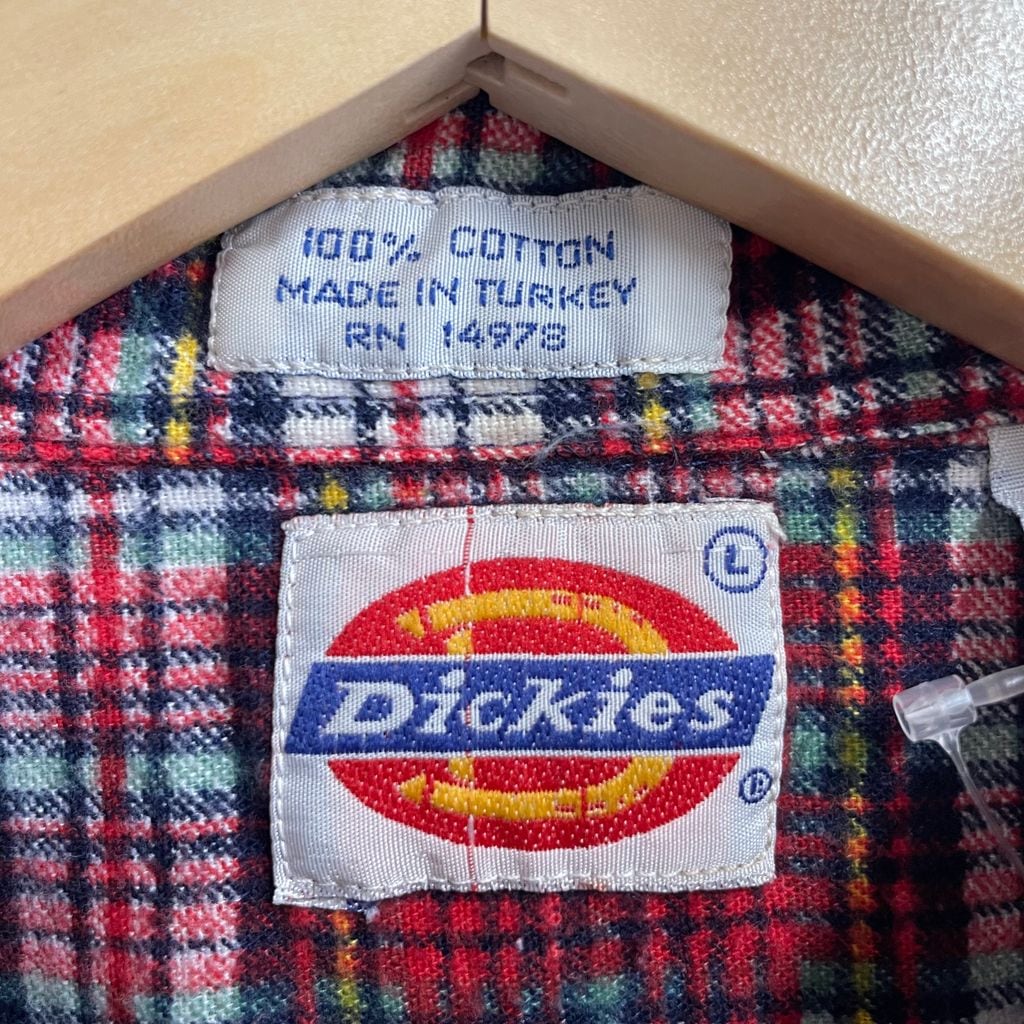 100% COTTON
MADE IN TURKEY
RN 14978
L
Dickies
®